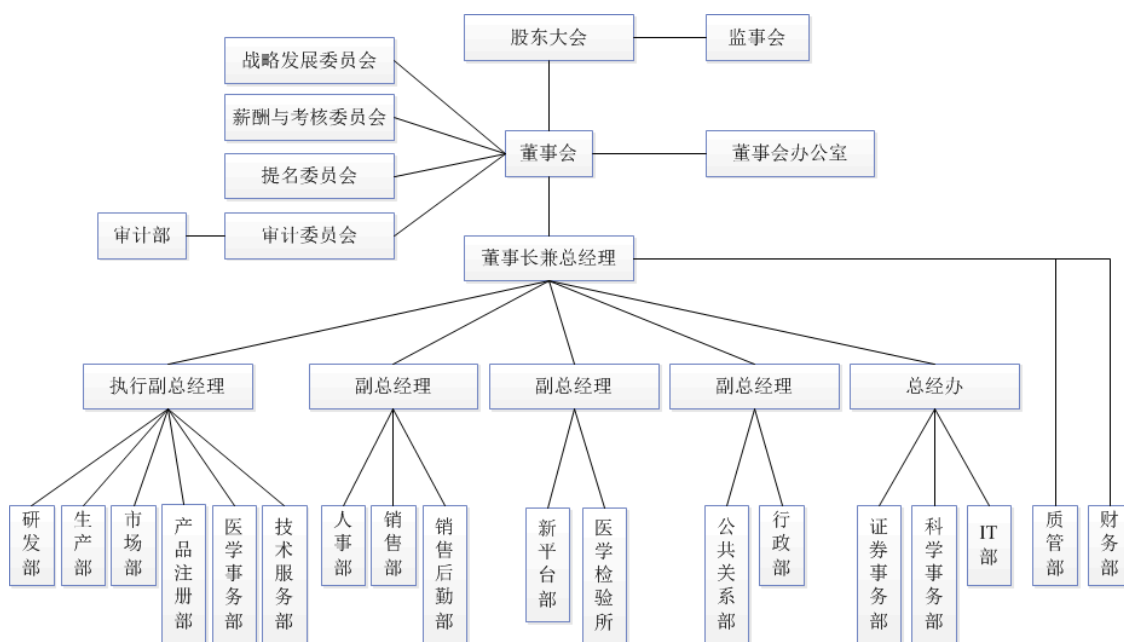 股东大会
监事会
战略发展委员会
薪酬与考核委员会
董事会
董事会办公室
提名委员会
审计部
审计委员会
董事长兼总经理
执行副总经理
副总经理
副总经理
副总经理
总经办
研发部
生产部
市场部
产品注册部
医学事务部
技术服务部
人事部
销售部
销售后勤部
新平台部
医学检验所
公共关系部
行政部
证券事务部
科学事务部
IT部
质管部
财务部